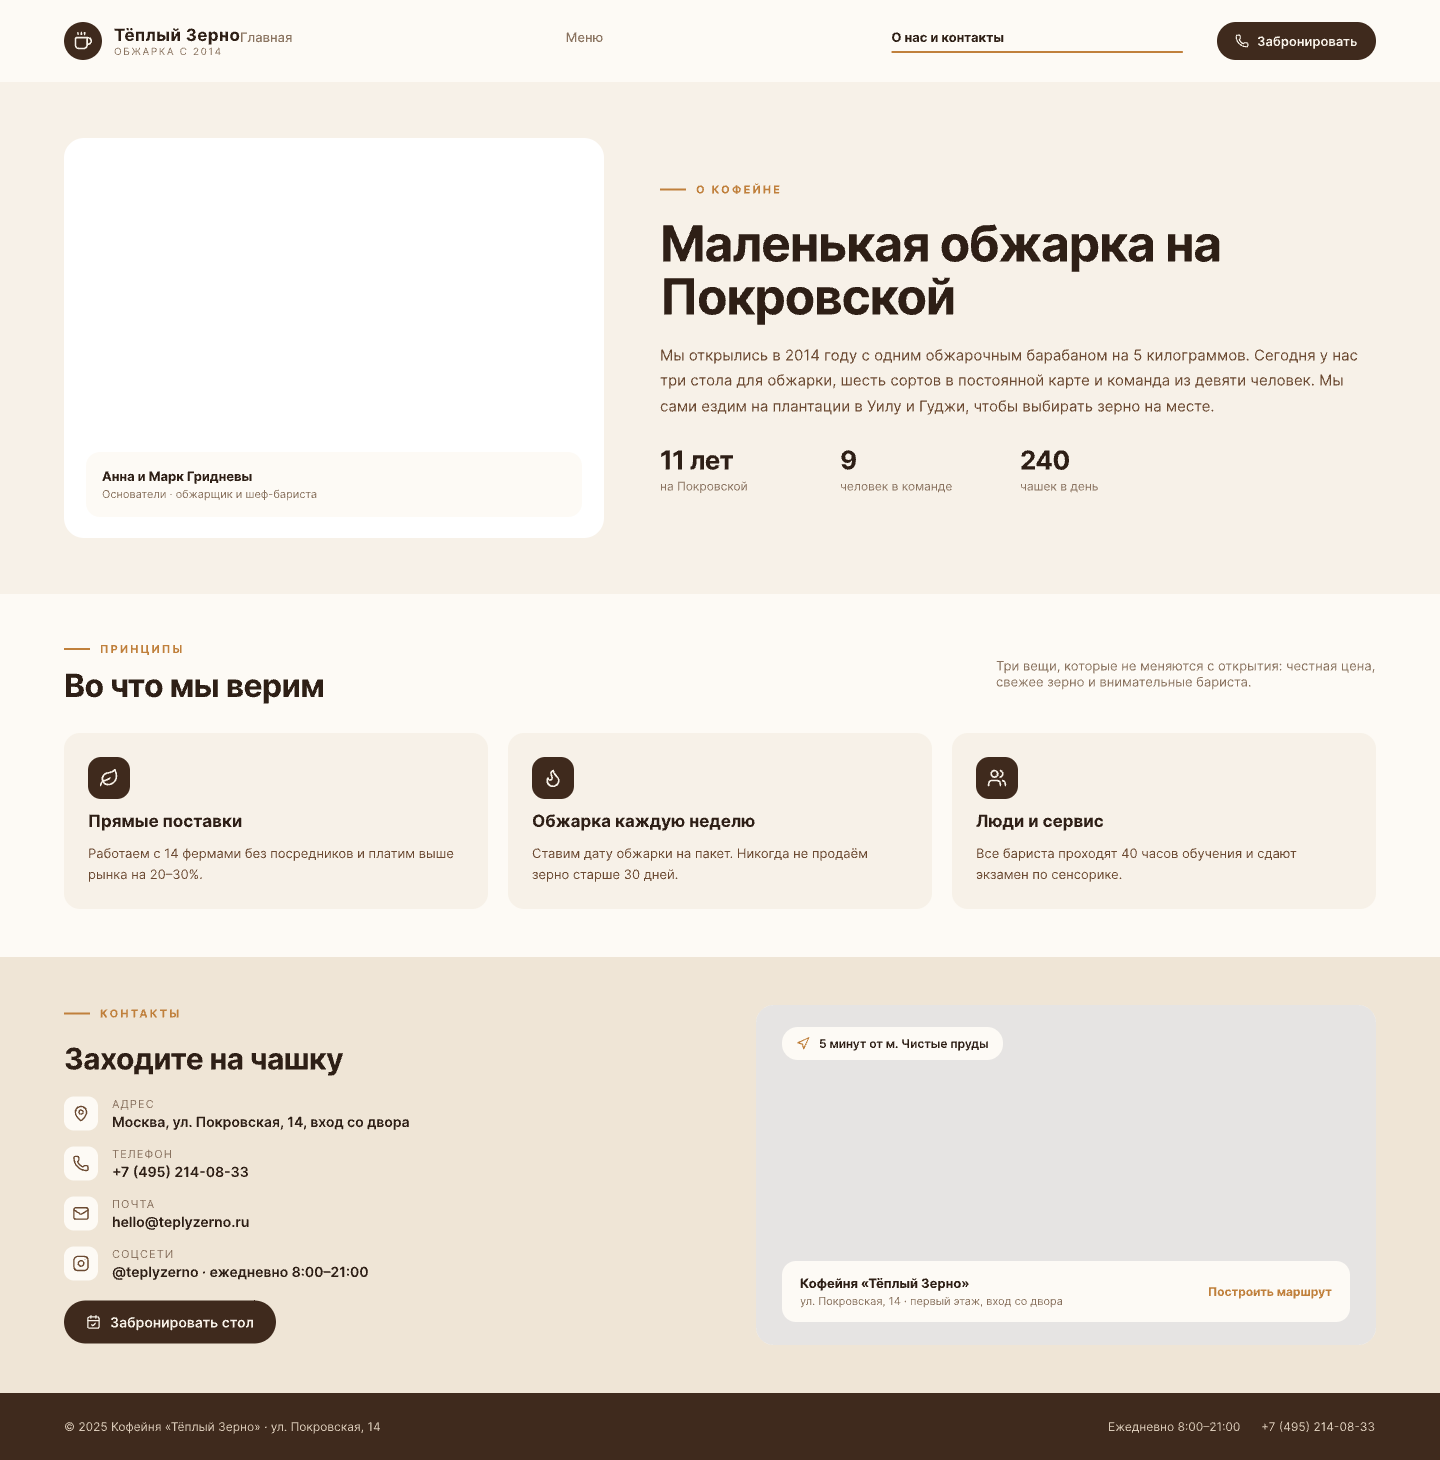 Тёплый Зерно
ОБЖАРКА С 2014
Главная
Меню
О нас и контакты
Забронировать
О КОФЕЙНЕ
Маленькая обжарка на
Покровской
Мы открылись в 2014 году с одним обжарочным барабаном на 5 килограммов. Сегодня у нас
три стола для обжарки, шесть сортов в постоянной карте и команда из девяти человек. Мы
сами ездим на плантации в Уилу и Гуджи, чтобы выбирать зерно на месте.
11 лет
на Покровской
9
человек в команде
240
чашек в день
Анна и Марк Гридневы
Основатели · обжарщик и шеф-бариста
ПРИНЦИПЫ
Во что мы верим
Три вещи, которые не меняются с открытия: честная цена,
свежее зерно и внимательные бариста.
Прямые поставки
Работаем с 14 фермами без посредников и платим выше
рынка на 20–30%.
Обжарка каждую неделю
Ставим дату обжарки на пакет. Никогда не продаём
зерно старше 30 дней.
Люди и сервис
Все бариста проходят 40 часов обучения и сдают
экзамен по сенсорике.
КОНТАКТЫ
Заходите на чашку
АДРЕС
Москва, ул. Покровская, 14, вход со двора
ТЕЛЕФОН
+7 (495) 214-08-33
ПОЧТА
hello@teplyzerno.ru
СОЦСЕТИ
@teplyzerno · ежедневно 8:00–21:00
Забронировать стол
5 минут от м. Чистые пруды
Кофейня «Тёплый Зерно»
ул. Покровская, 14 · первый этаж, вход со двора
Построить маршрут
© 2025 Кофейня «Тёплый Зерно» · ул. Покровская, 14
Ежедневно 8:00–21:00
+7 (495) 214-08-33